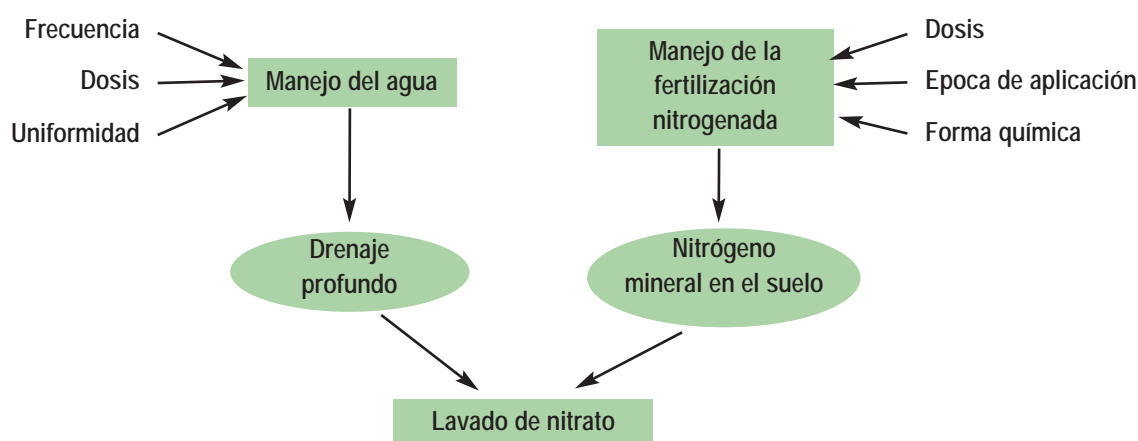 Frecuencia
Dosis
Uniformidad
Manejo del agua
Manejo de la
fertilización
nitrogenada
Dosis
Epoca de aplicación
Forma química
Drenaje
profundo
Nitrógeno
mineral en el suelo
Lavado de nitrato